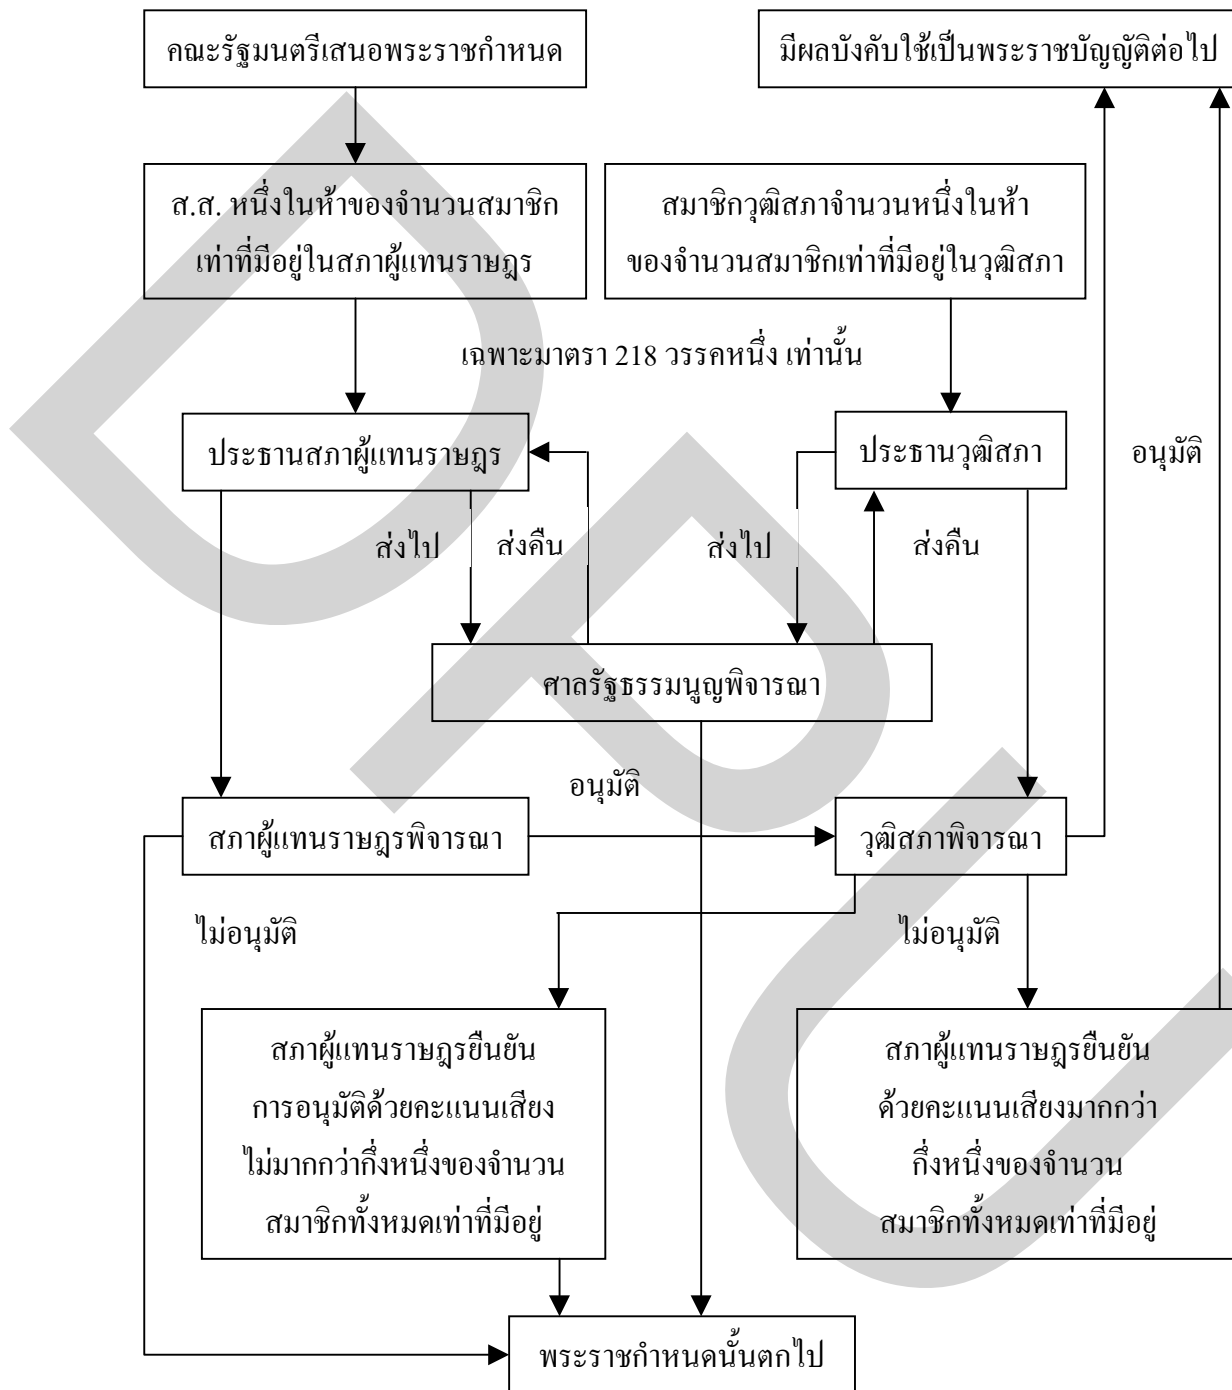 คณะรัฐมนตรีเสนอพระราชกำหนด
มีผลบังคับใช้เป็นพระราชบัญญัติต่อไป
ส.ส. หนึ่งในห้าของจำนวนสมาชิก
เท่าที่มีอยู่ในสภาผู้แทนราษฎร
สมาชิกวุฒิสภาจำนวนหนึ่งในห้า
ของจำนวนสมาชิกเท่าที่มีอยู่ในวุฒิสภา
เฉพาะมาตรา 218 วรรคหนึ่ง เท่านั้น
ประธานสภาผู้แทนราษฎร
ประธานวุฒิสภา
อนุมัติ
ส่งไป
ส่งคืน
ส่งไป
ส่งคืน
ศาลรัฐธรรมนูญพิจารณา
อนุมัติ
สภาผู้แทนราษฎรพิจารณา
วุฒิสภาพิจารณา
ไม่อนุมัติ
ไม่อนุมัติ
สภาผู้แทนราษฎรยืนยัน
การอนุมัติด้วยคะแนนเสียง
ไม่มากกว่ากึ่งหนึ่งของจำนวน
สมาชิกทั้งหมดเท่าที่มีอยู่
สภาผู้แทนราษฎรยืนยัน
ด้วยคะแนนเสียงมากกว่า
กึ่งหนึ่งของจำนวน
สมาชิกทั้งหมดเท่าที่มีอยู่
พระราชกำหนดนั้นตกไป
DPU